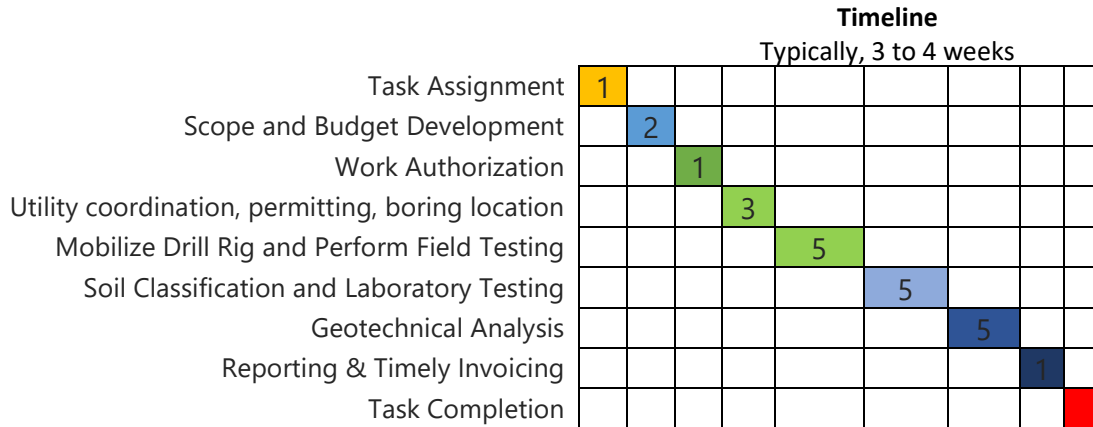 Timeline
Typically, 3 to 4 weeks
Task Assignment 1
Scope and Budget Development 2
Work Authorization 1
Utility coordination, permitting, boring location 3
Mobilize Drill Rig and Perform Field Testing 5
Soil Classification and Laboratory Testing 5
Geotechnical Analysis 5
Reporting & Timely Invoicing 1
Task Completion